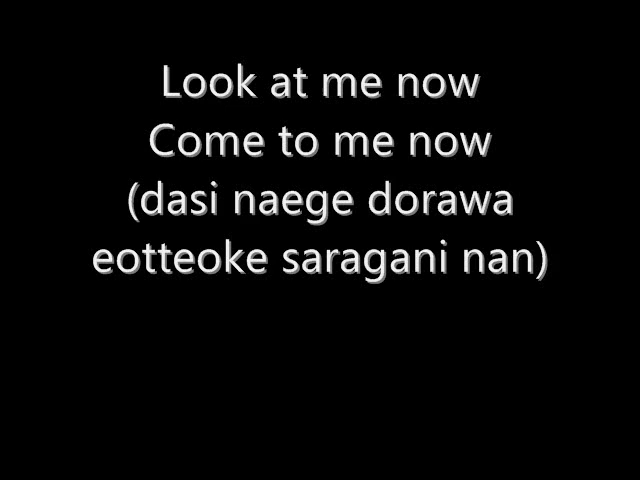 Look at me now
Come to me now
(dasi naege dorawa
eotteoke saragani nan)